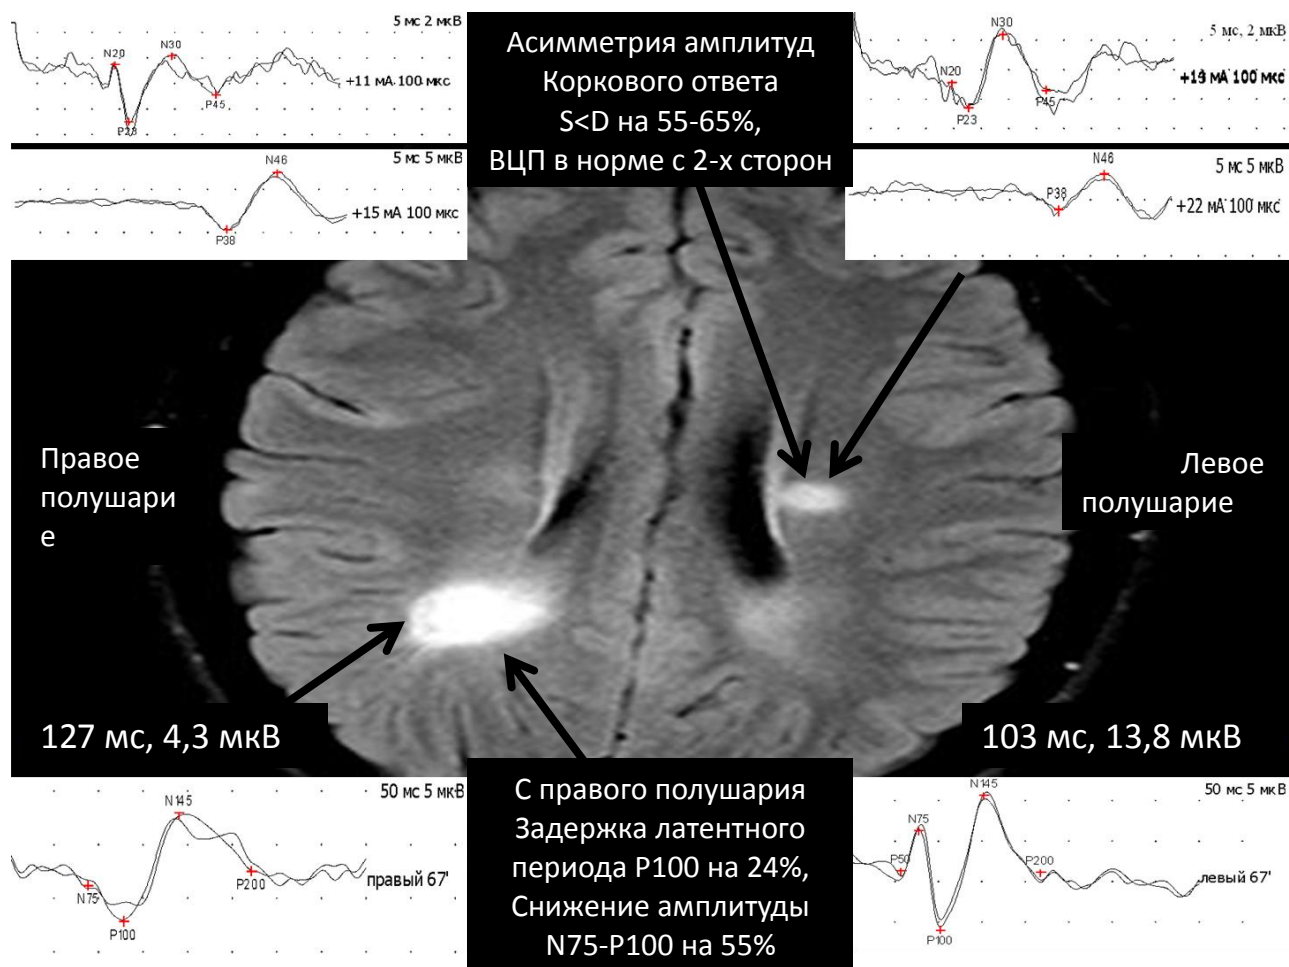 5 мс 2 мкВ
N20
N30
+11 мА 100 мкс
P45
P23
5 мс 5 мкВ
N46
+15 мА 100 мкс
P38
Асимметрия амплитуд
Коркового ответа
S<D на 55-65%,
ВЦП в норме с 2-х сторон
N30
5 мс, 2 мкВ
N20
P45
P23
5 мс 5 мкВ
N46
P38
+22 мА 100 мкс
Правое
полушари
е
Левое
полушарие
127 мс, 4,3 мкВ
103 мс, 13,8 мкВ
50 мс 5 мкВ
N145
N75
P200
правый 67'
P100
С правого полушария
Задержка латентного
периода P100 на 24%,
Снижение амплитуды
N75-P100 на 55%
50 мс 5 мкВ
N145
N75
P50
P200
левый 67'
P100